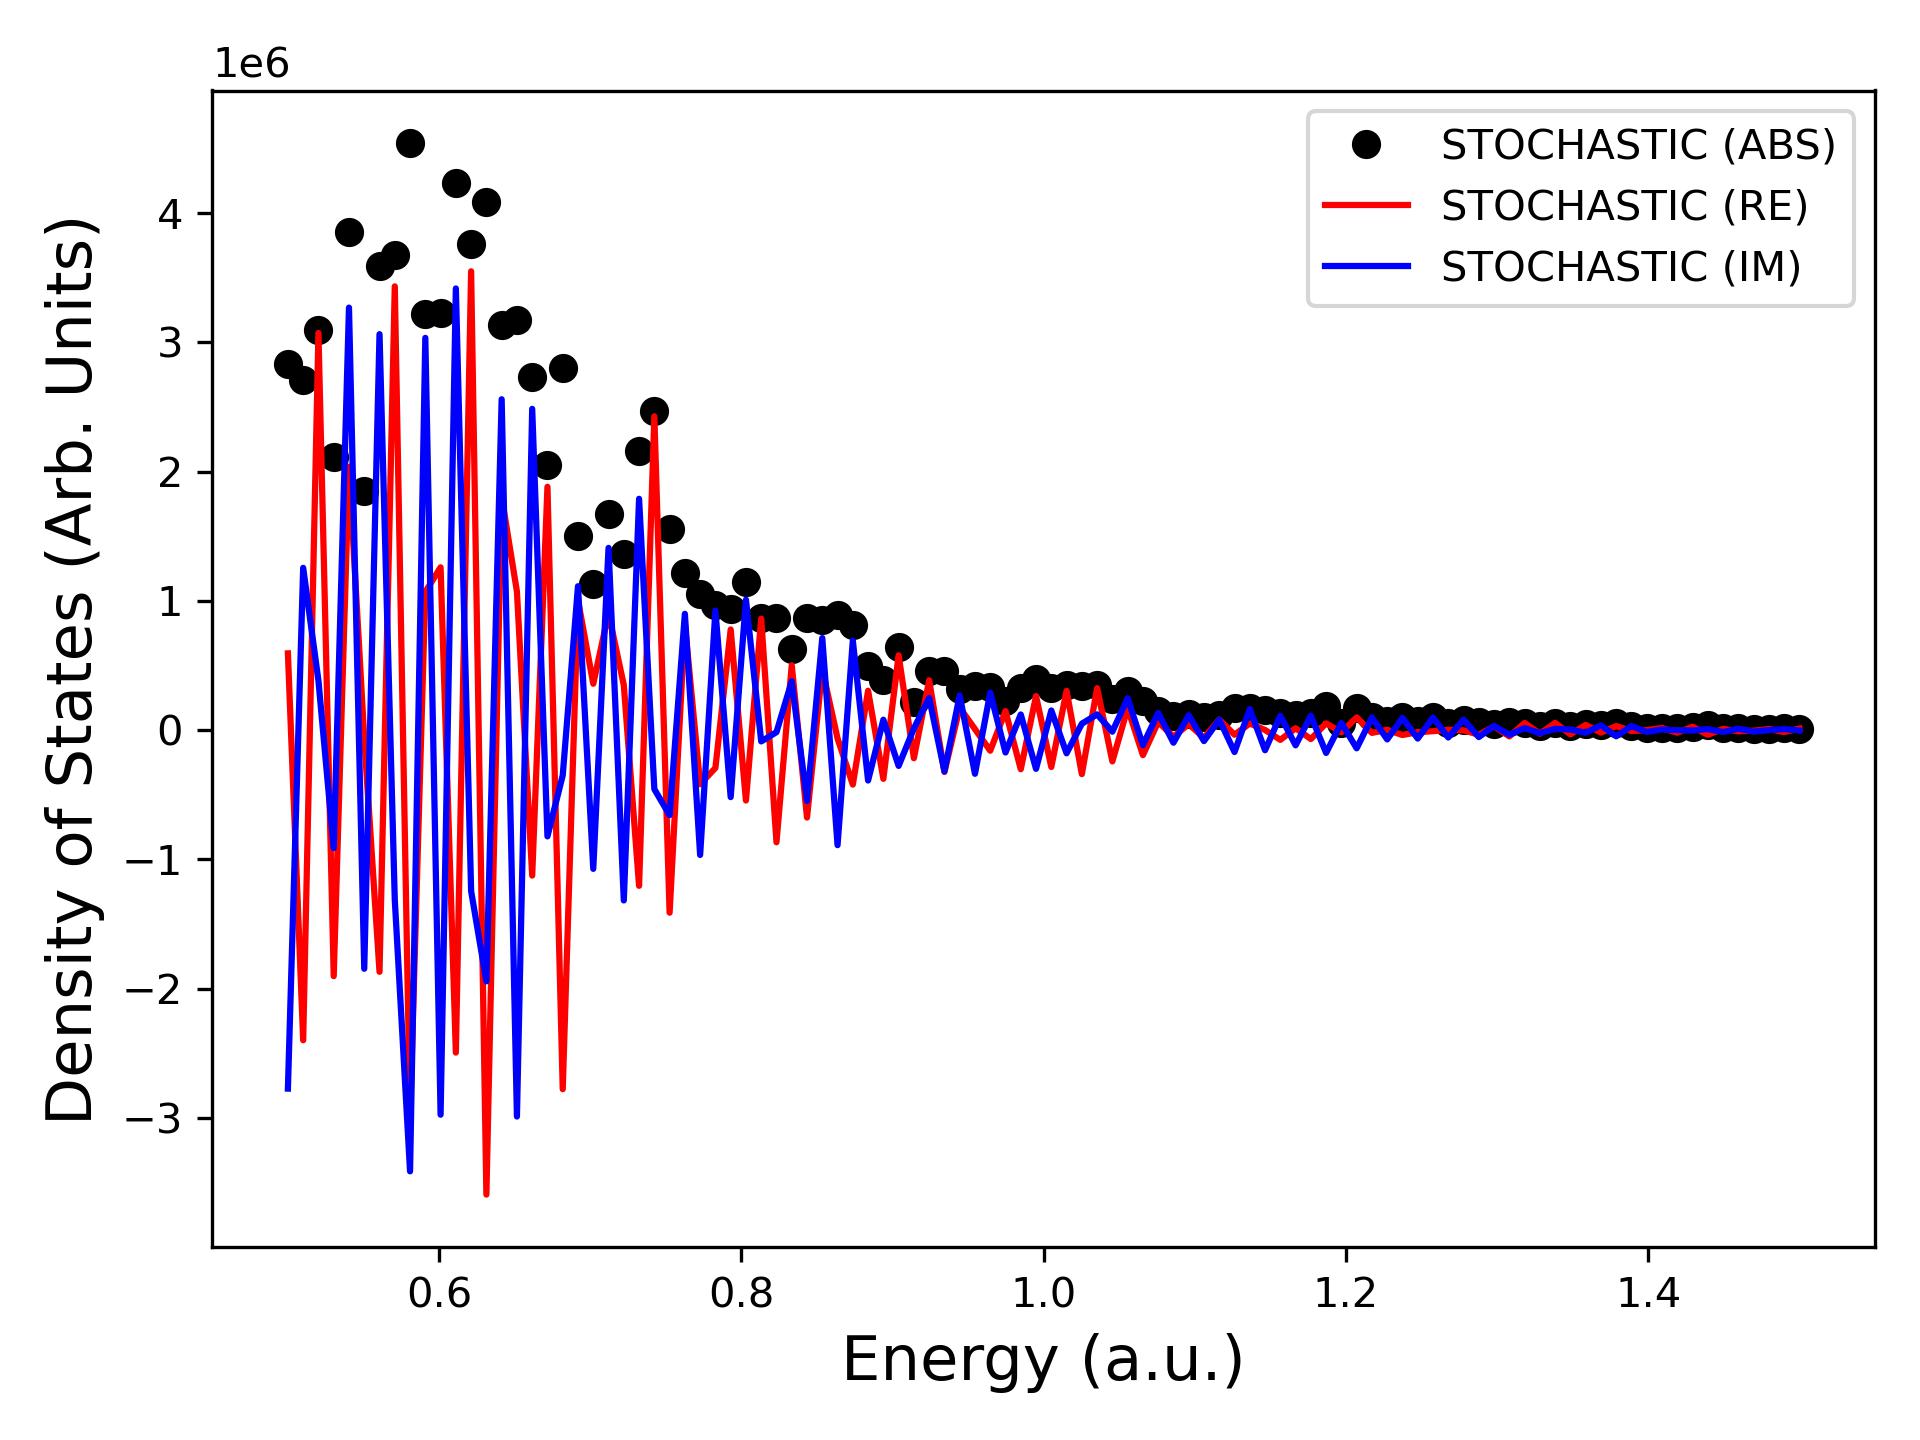 1e6
STOCHASTIC (ABS)
STOCHASTIC (RE)
STOCHASTIC (IM)
Density of States (Arb. Units)
4
3
2
1
0
−1
−2
−3
0.6
0.8
1.0
1.2
1.4
Energy (a.u.)